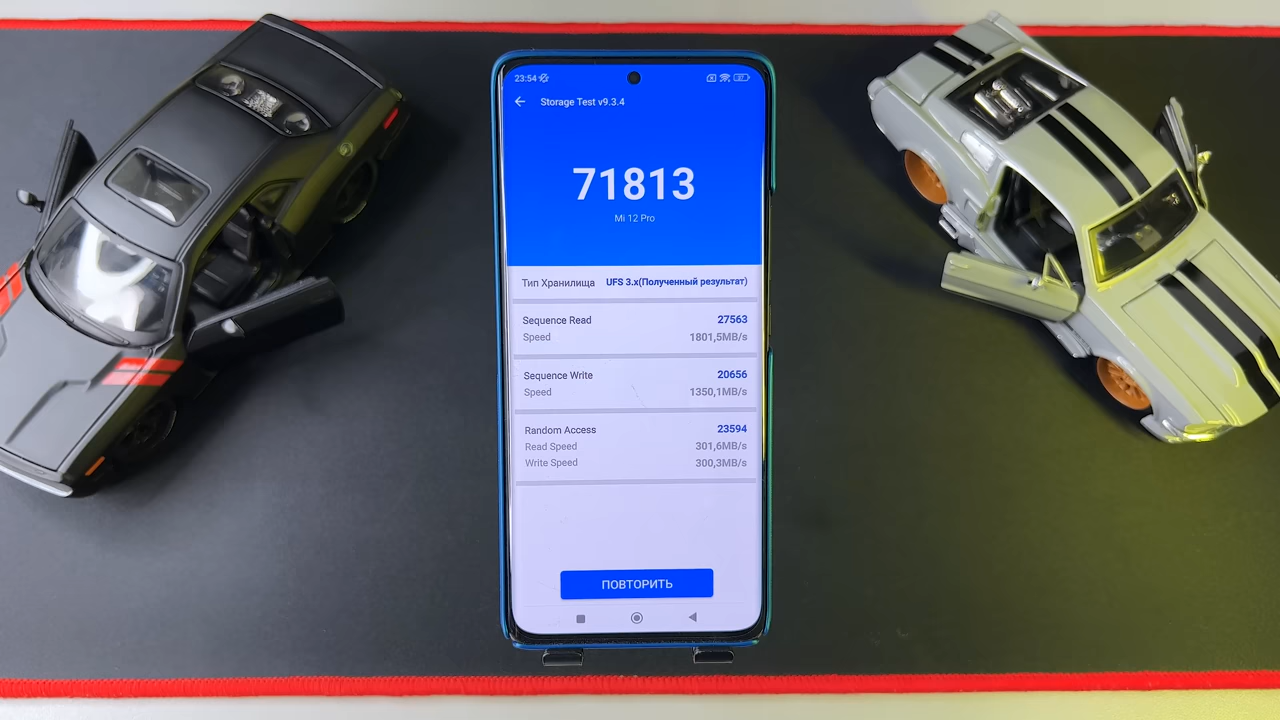 23:54
Storage Test v9.3.4
71813
Mi 12 Pro
Тип Хранилища UFS 3.x(Полученный результат)
Sequence Read 27563
Speed 1801,5MB/s
Sequence Write 20656
Speed 1350,1MB/s
Random Access 23594
Read Speed 301,6MB/s
Write Speed 300,3MB/s
ПОВТОРИТЬ